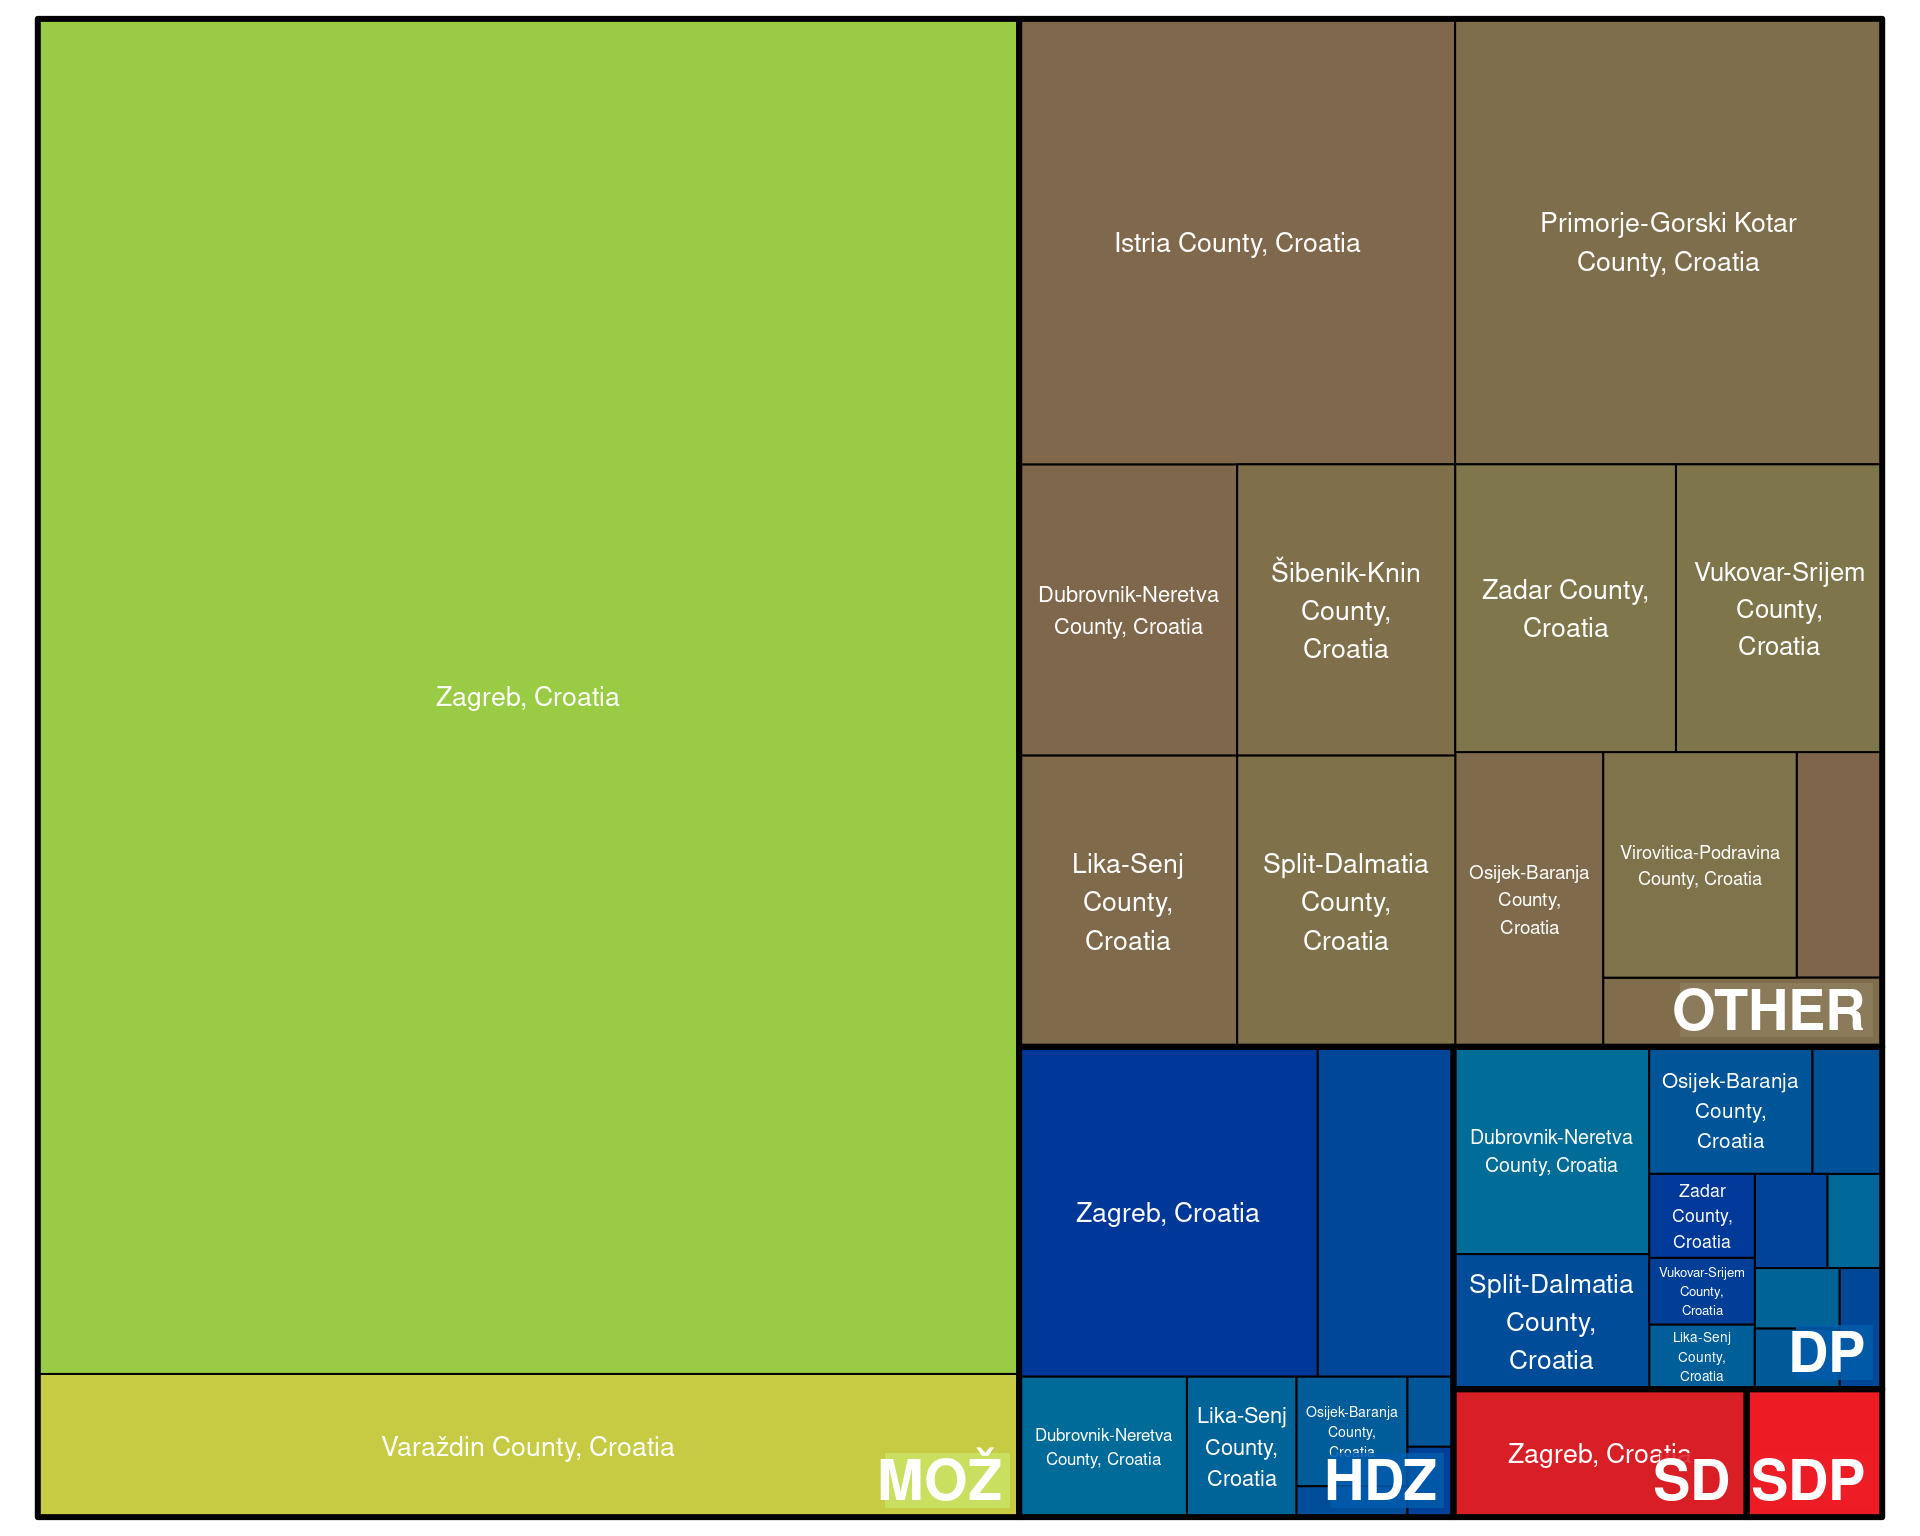 Zagreb, Croatia
Varaždin County, Croatia
MOŽ
Istria County, Croatia
Primorje-Gorski Kotar
County, Croatia
Dubrovnik-Neretva
County, Croatia
Šibenik-Knin
County,
Croatia
Zadar County,
Croatia
Vukovar-Srijem
County,
Croatia
Lika-Senj
County,
Croatia
Split-Dalmatia
County,
Croatia
Osijek-Baranja
County,
Croatia
Virovitica-Podravina
County, Croatia
OTHER
Zagreb, Croatia
Dubrovnik-Neretva
County, Croatia
Lika-Senj
County,
Croatia
Osijek-Baranja
County,
Croatia
HDZ
Dubrovnik-Neretva
County, Croatia
Osijek-Baranja
County,
Croatia
Split-Dalmatia
County,
Croatia
Zadar
County,
Croatia
Vukovar-Srijem
County,
Croatia
Lika-Senj
County,
Croatia
DP
Zagreb, Croatia
SD
SDP